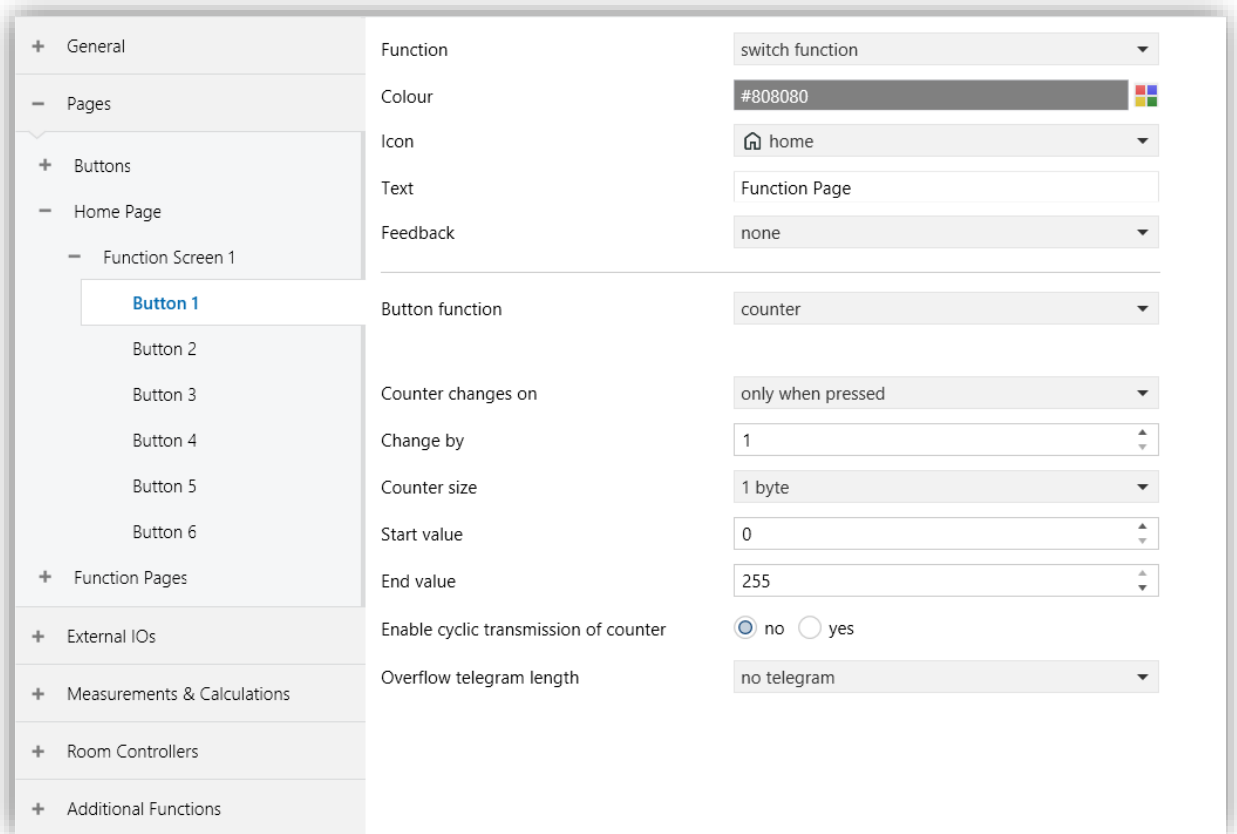 General
Pages
Buttons
Home Page
Function Screen 1
Button 1
Button 2
Button 3
Button 4
Button 5
Button 6
Function Pages
External IOs
Measurements & Calculations
Room Controllers
Additional Functions
Function switch function
Colour #808080
Icon home
Text Function Page
Feedback none
Button function counter
Counter changes on only when pressed
Change by 1
Counter size 1 byte
Start value 0
End value 255
Enable cyclic transmission of counter no yes
Overflow telegram length no telegram